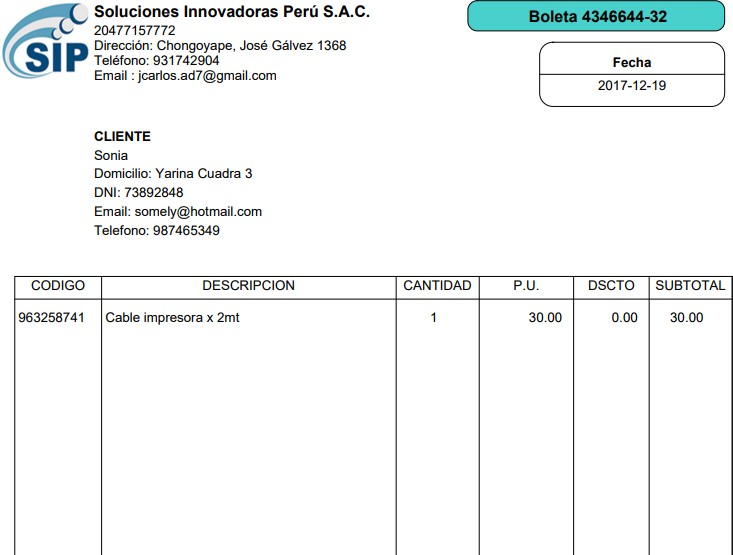 SIP
Soluciones Innovadoras Perú S.A.C.
20477157772
Dirección: Chongoyape, José Gálvez 1368
Teléfono: 931742904
Email : jcarlos.ad7@gmail.com
Boleta 4346644-32
Fecha
2017-12-19
CLIENTE
Sonia
Domicilio: Yarina Cuadra 3
DNI: 73892848
Email: somely@hotmail.com
Telefono: 987465349
CODIGO DESCRIPCION CANTIDAD P.U. DSCTO SUBTOTAL
963258741 Cable impresora x 2mt 1 30.00 0.00 30.00